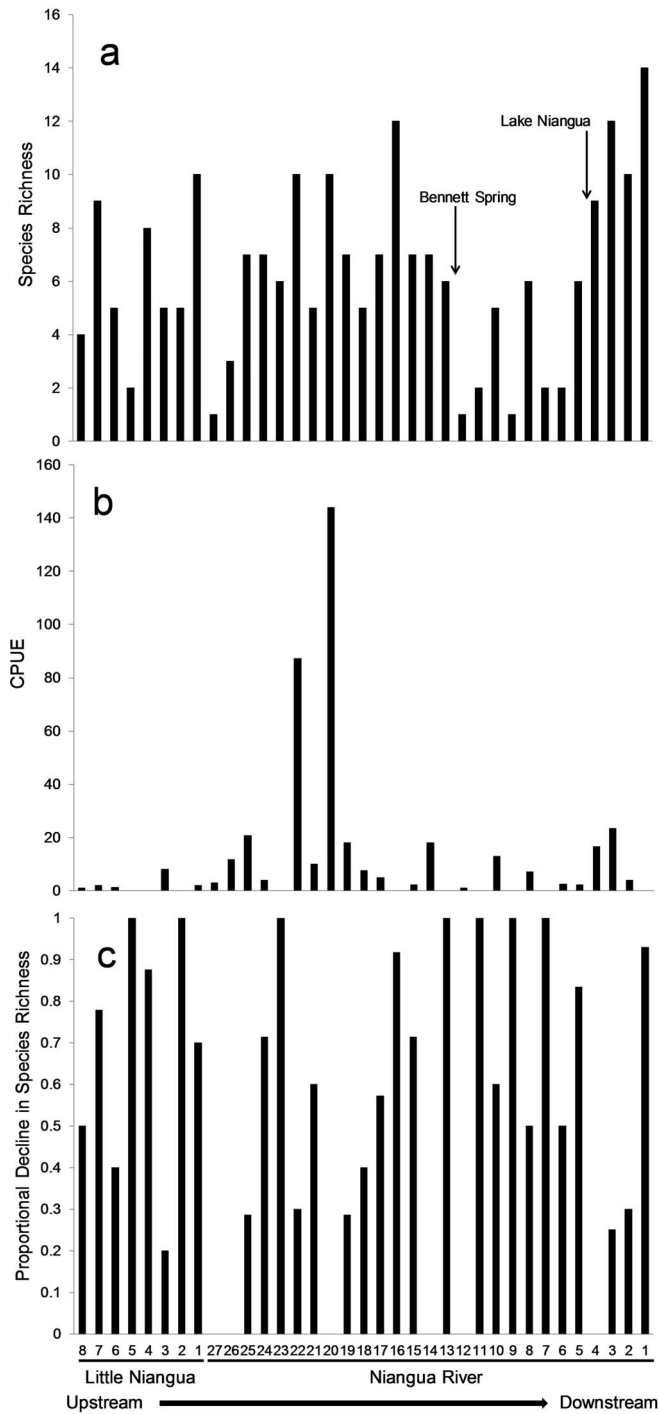 a
16
14
12
10
8
6
4
2
0
Species Richness
Bennett Spring
Lake Niangua
b
160
140
120
100
80
60
40
20
0
CPUE
c
1
0.9
0.8
0.7
0.6
0.5
0.4
0.3
0.2
0.1
0
Proportional Decline in Species Richness
8 7 6 5 4 3 2 1 27 26 25 24 23 22 21 20 19 18 17 16 15 14 13 12 11 10 9 8 7 6 5 4 3 2 1
Little Niangua Niangua River
Upstream Downstream